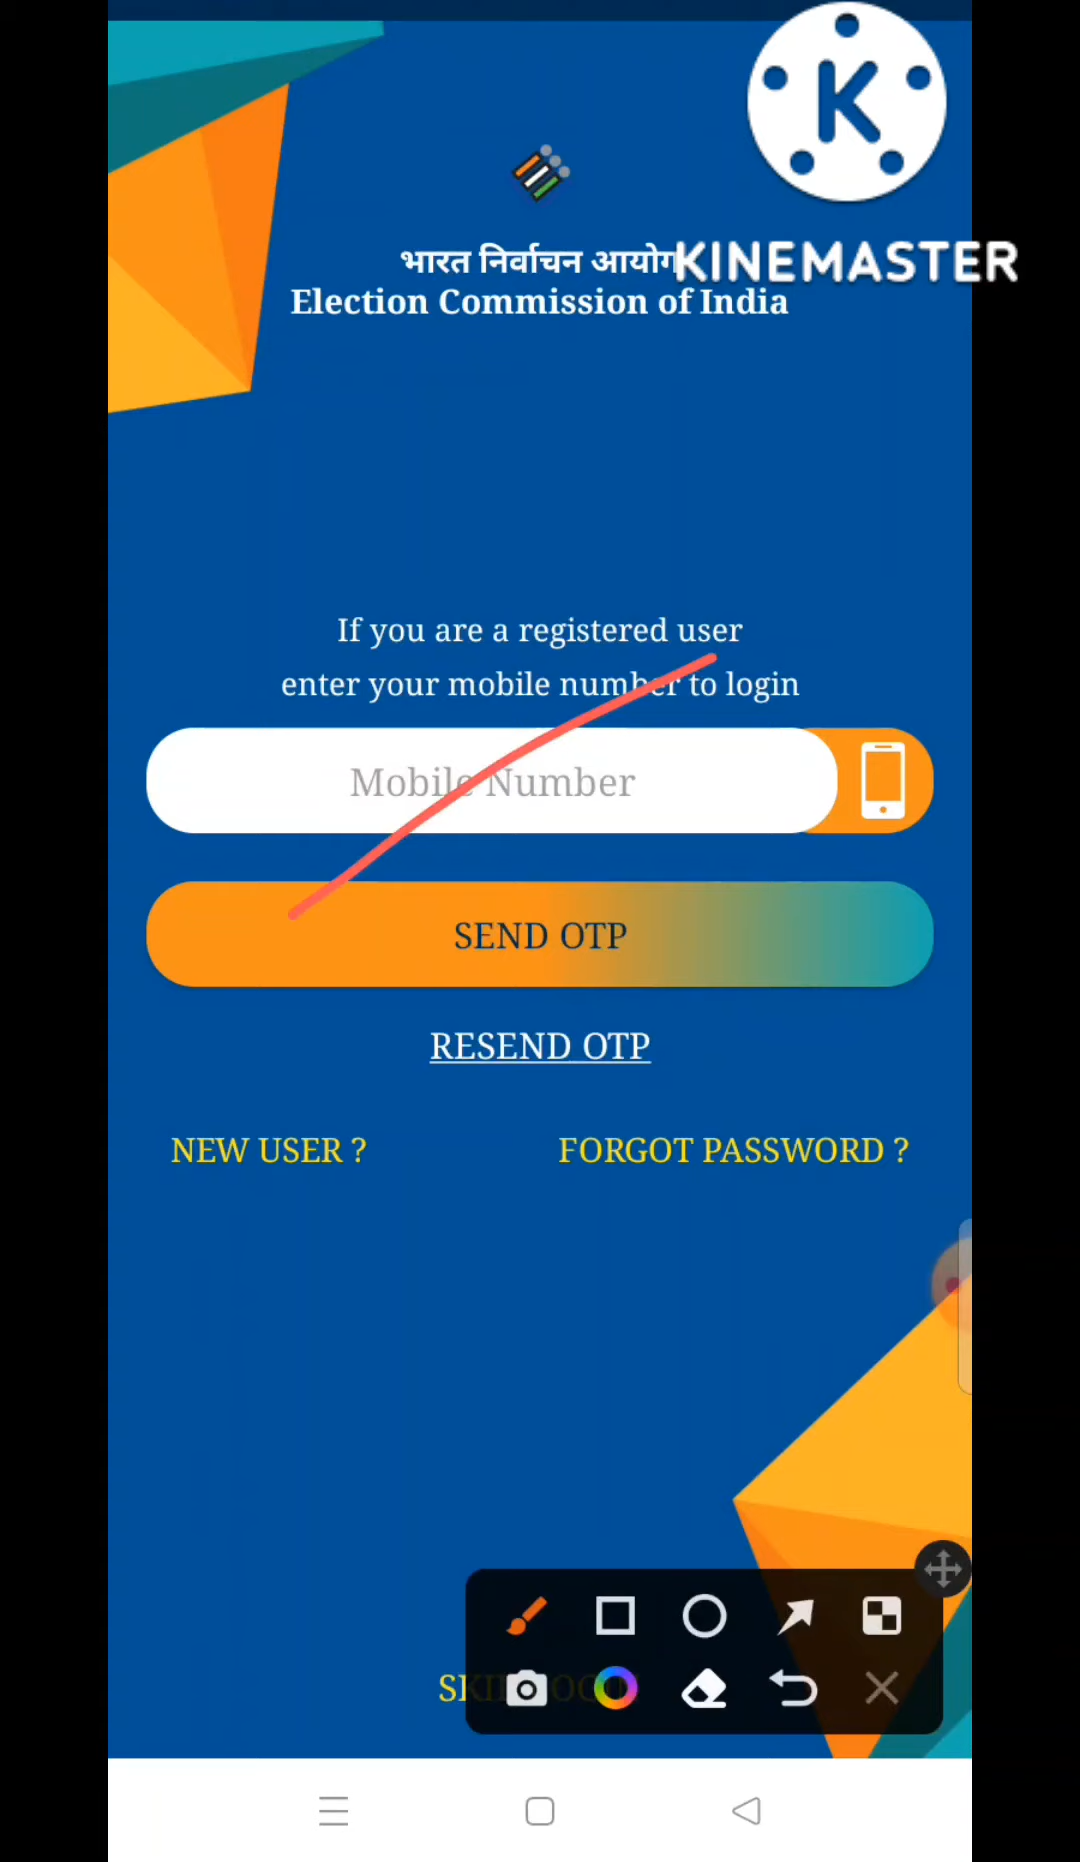 K
KINEMASTER
भारत निर्वाचन आयोग
Election Commission of India
If you are a registered user
enter your mobile number to login
Mobile Number
SEND OTP
RESEND OTP
NEW USER ?
FORGOT PASSWORD ?